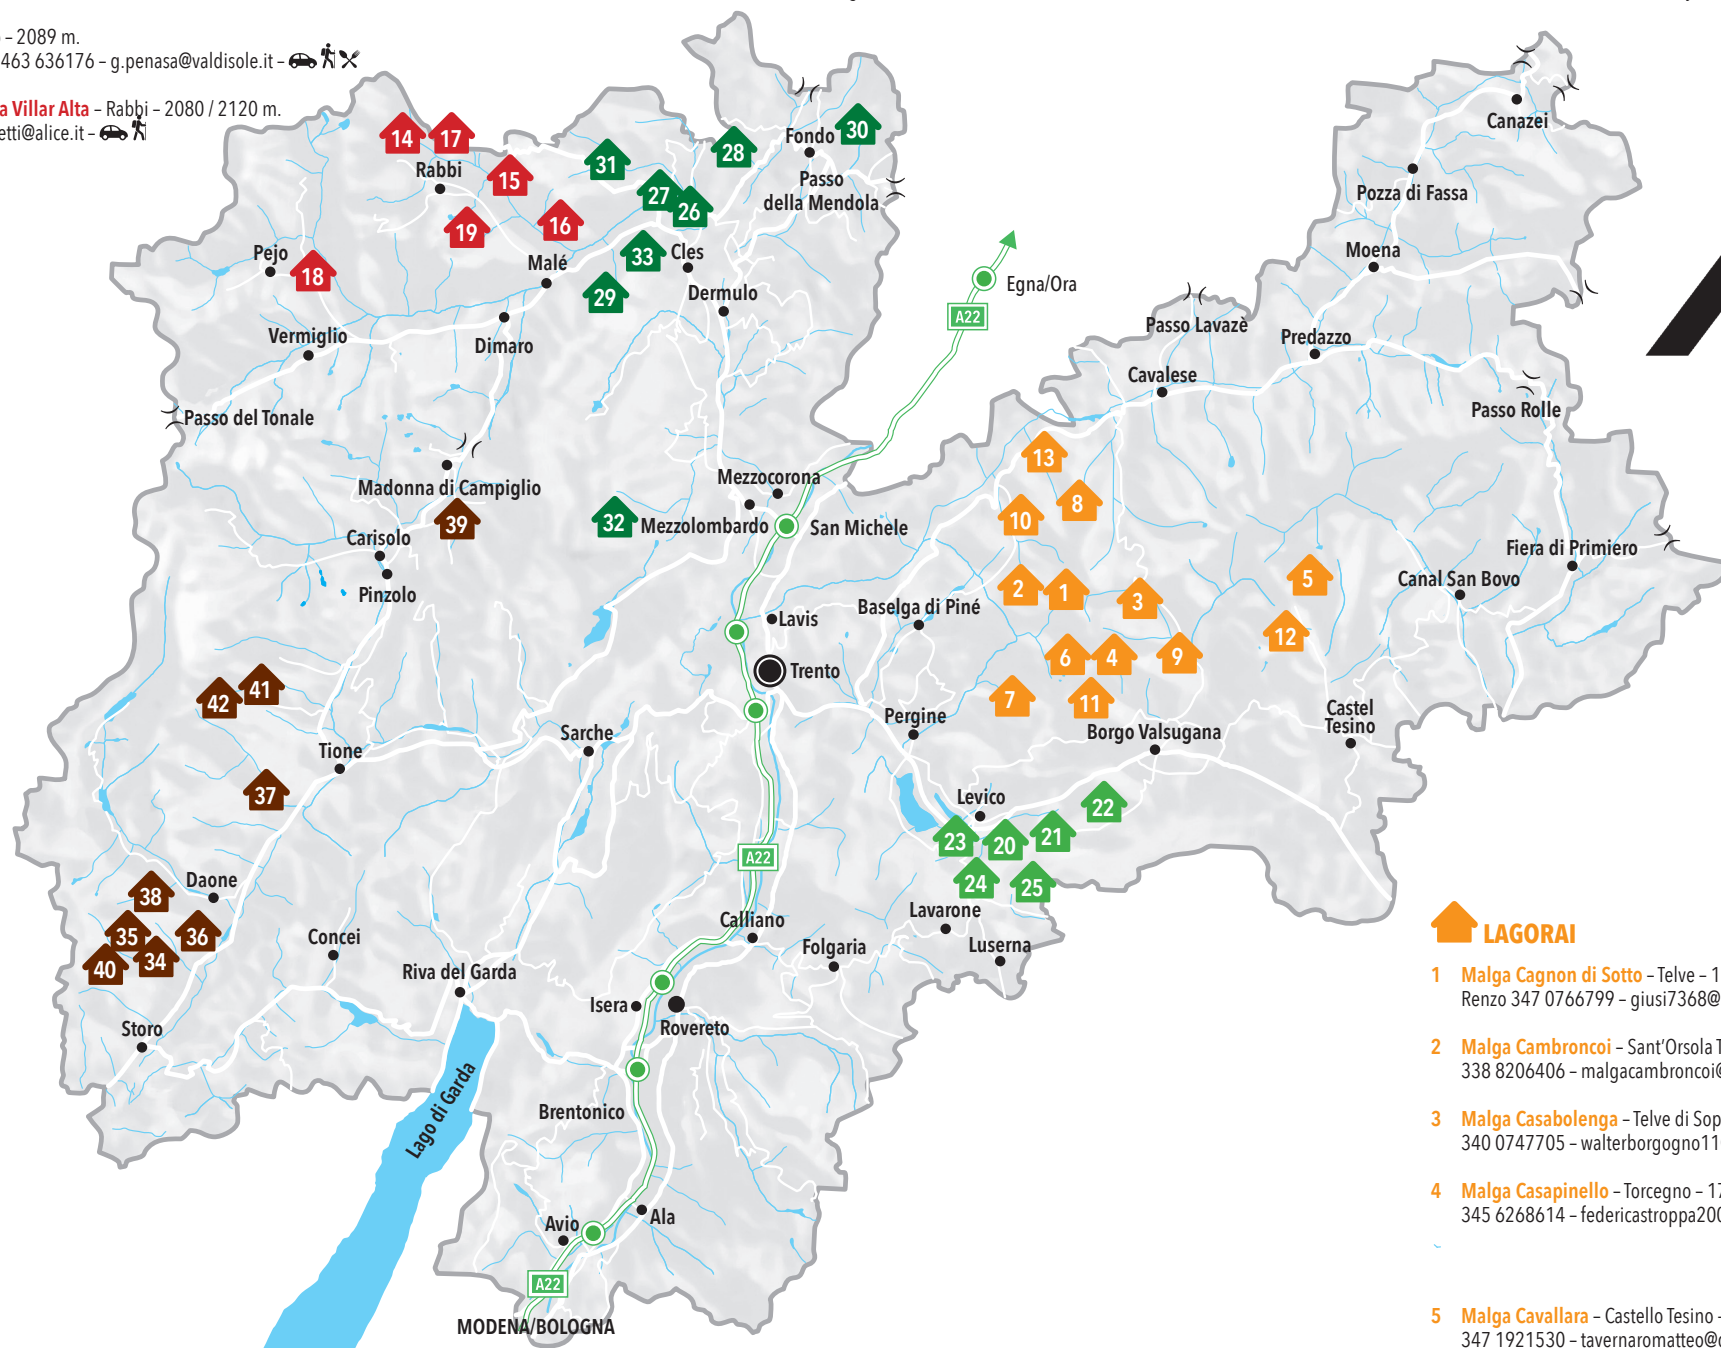 – 2089 m.
463 636176 – g.penasa@valdisole.it –
a Villar Alta – Rabbi – 2080 / 2120 m.
etti@alice.it –
14
17
Rabbi
15
31
28
Fondo
30
Passo
della Mendola
27
26
19
16
33
Cles
Pejo
18
Malé
29
Dermulo
Vermiglio
Dimaro
Passo del Tonale
Egna/Ora
A22
Canazei
Pozza di Fassa
Moena
Passo Lavazè
Predazzo
Cavalese
Passo Rolle
Madonna di Campiglio
39
Carisolo
Pinzolo
32
Mezzocorona
Mezzolombardo
San Michele
13
8
10
2
1
3
5
Fiera di Primiero
Canal San Bovo
Baselga di Piné
12
6
4
9
7
11
Lavis
Trento
Pergine
Borgo Valsugana
Castel
Tesino
42
41
Tione
Sarche
37
Levico
22
23
20
21
24
25
A22
Daone
38
35
36
40
34
Concei
Riva del Garda
Calliano
Folgaria
Lavarone
Luserna
Isera
Rovereto
Storo
Lago di Garda
Brentonico
Avio
Ala
A22
MODENA/BOLOGNA
LAGORAI
1 Malga Cagnon di Sotto – Telve – 1
Renzo 347 0766799 – giusi7368@
2 Malga Cambroncoi – Sant’Orsola T
338 8206406 – malgacambroncoi@
3 Malga Casabolenga – Telve di Sop
340 0747705 – walterborgogno11
4 Malga Casapinello – Torcegno – 17
345 6268614 – federicastroppa200
5 Malga Cavallara – Castello Tesino –
347 1921530 – tavernaromatteo@